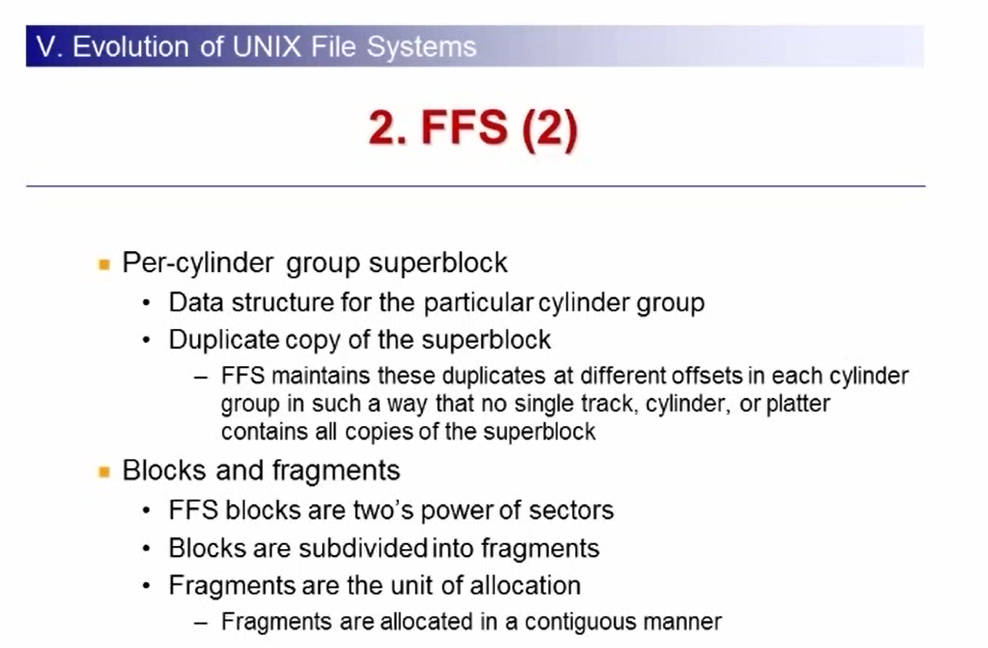 V. Evolution of UNIX File Systems
2. FFS (2)
Per-cylinder group superblock
• Data structure for the particular cylinder group
• Duplicate copy of the superblock
– FFS maintains these duplicates at different offsets in each cylinder
group in such a way that no single track, cylinder, or platter
contains all copies of the superblock
Blocks and fragments
• FFS blocks are two's power of sectors
• Blocks are subdivided into fragments
• Fragments are the unit of allocation
– Fragments are allocated in a contiguous manner